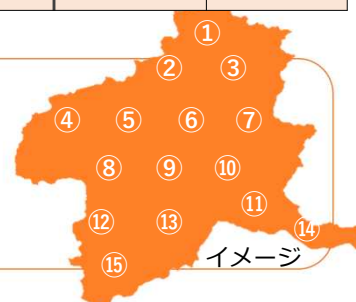 ①
② ③
④ ⑤ ⑥ ⑦
⑧ ⑨ ⑩
⑪
⑫ ⑬ ⑭
⑮ イメージ